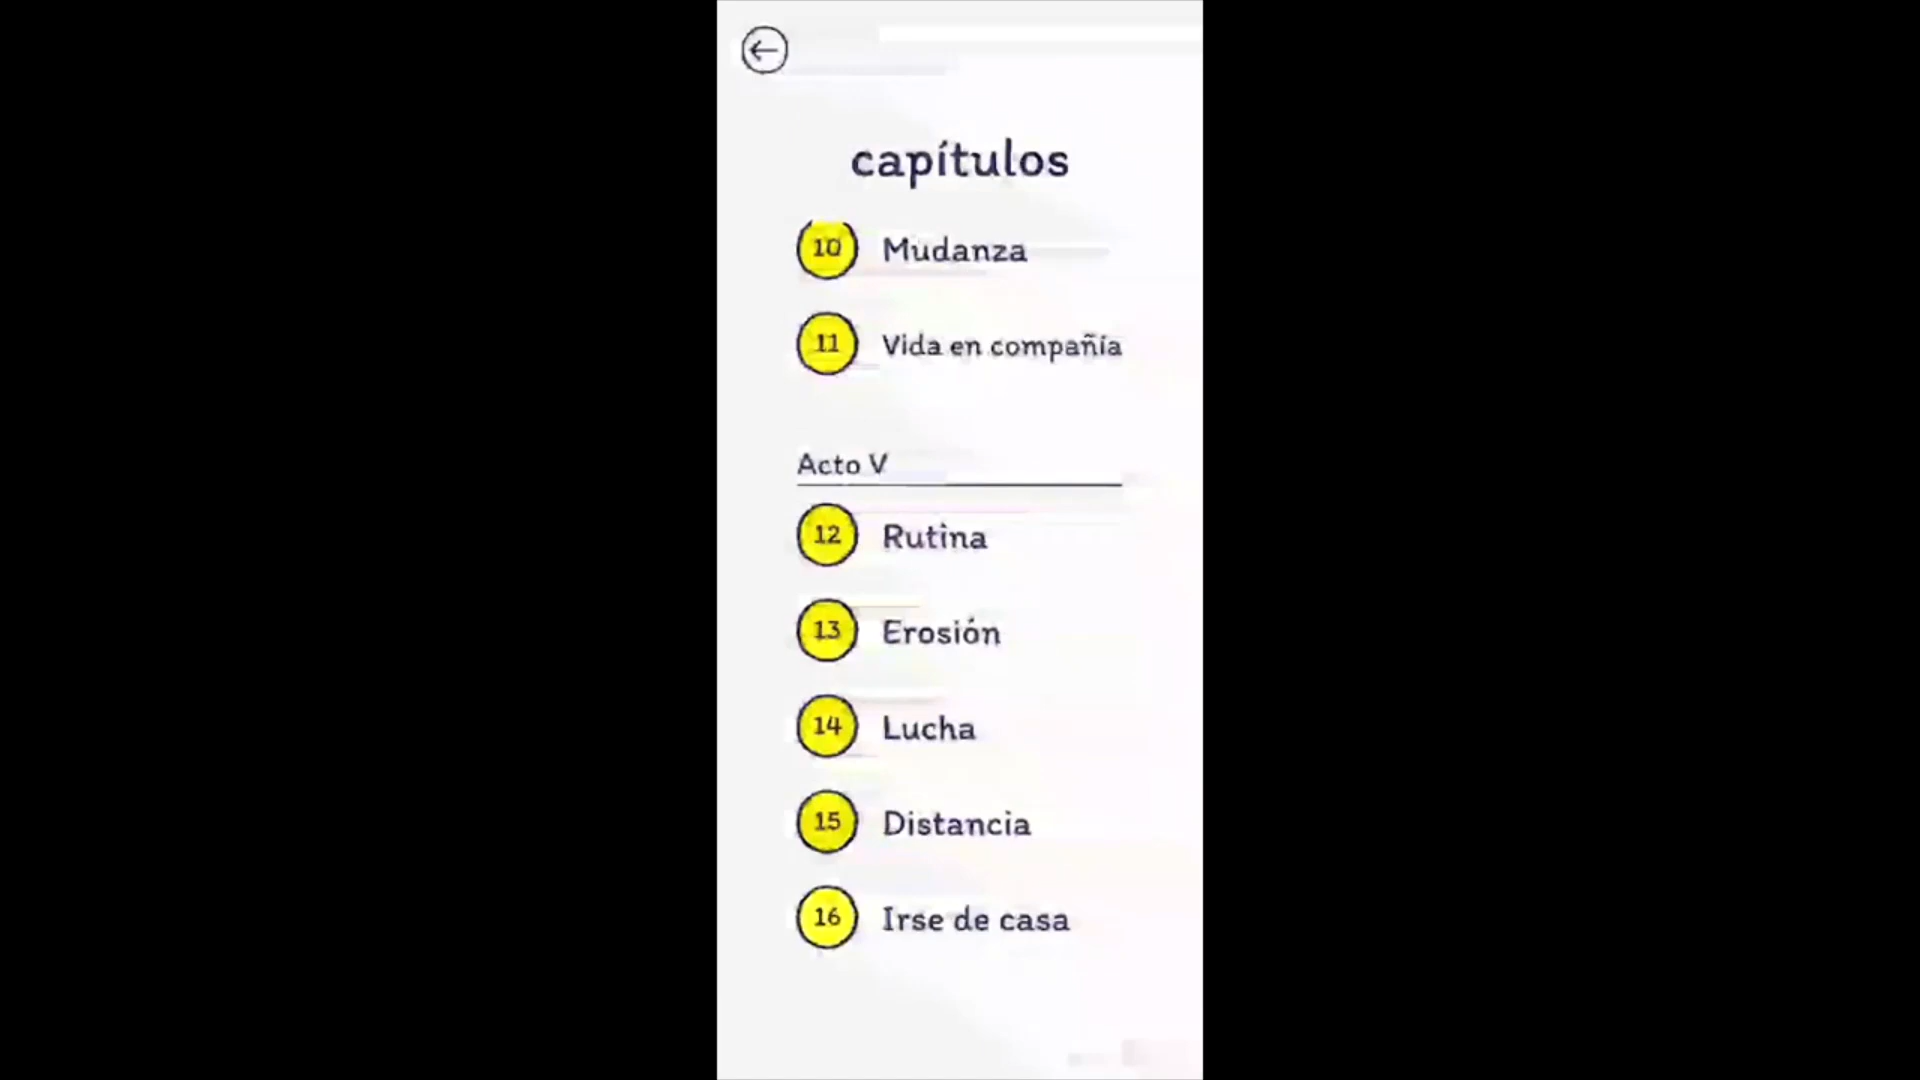 capítulos
10 Mudanza
11 Vida en compañía
Acto V
12 Rutina
13 Erosión
14 Lucha
15 Distancia
16 Irse de casa